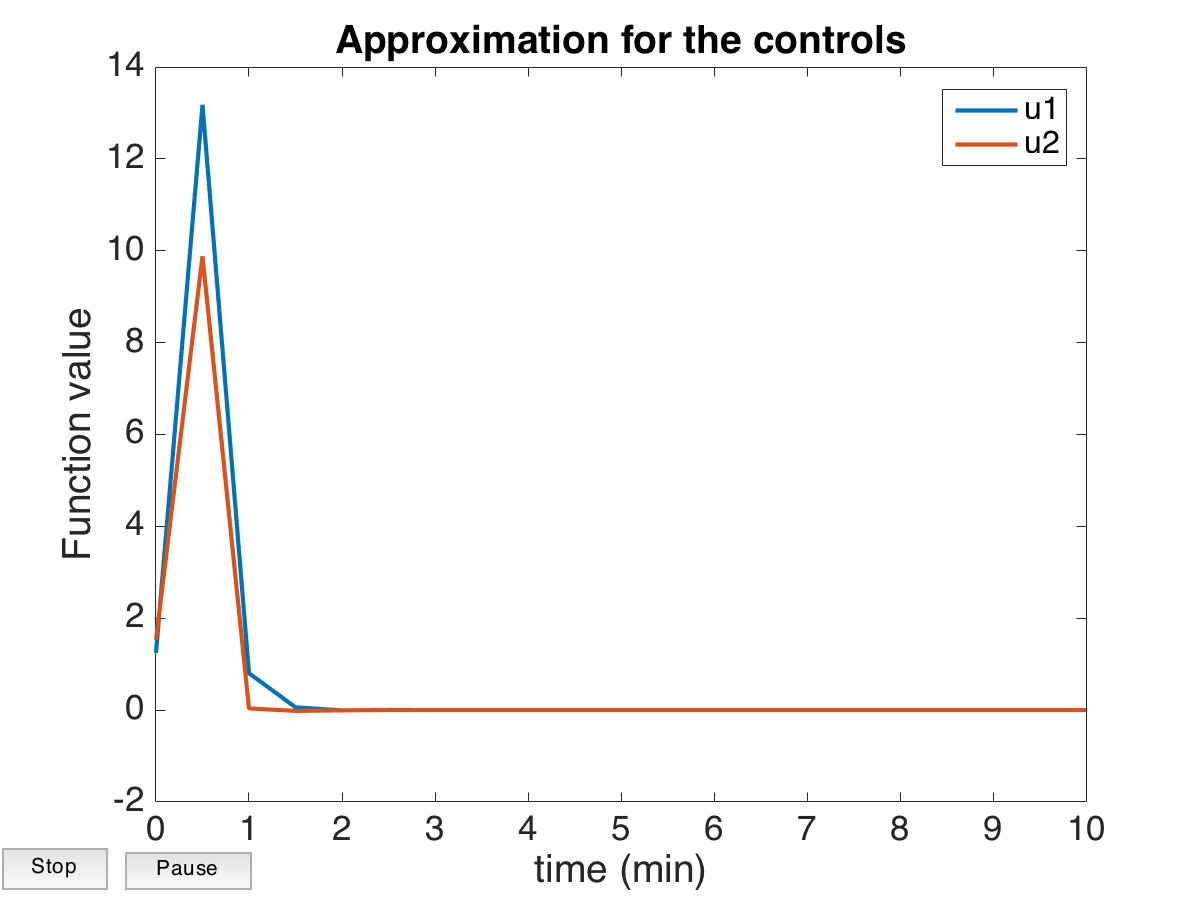 Approximation for the controls
14
12
10
8
6
4
2
0
-2
Function value
u1
u2
0 1 2 3 4 5 6 7 8 9 10
time (min)
Stop
Pause